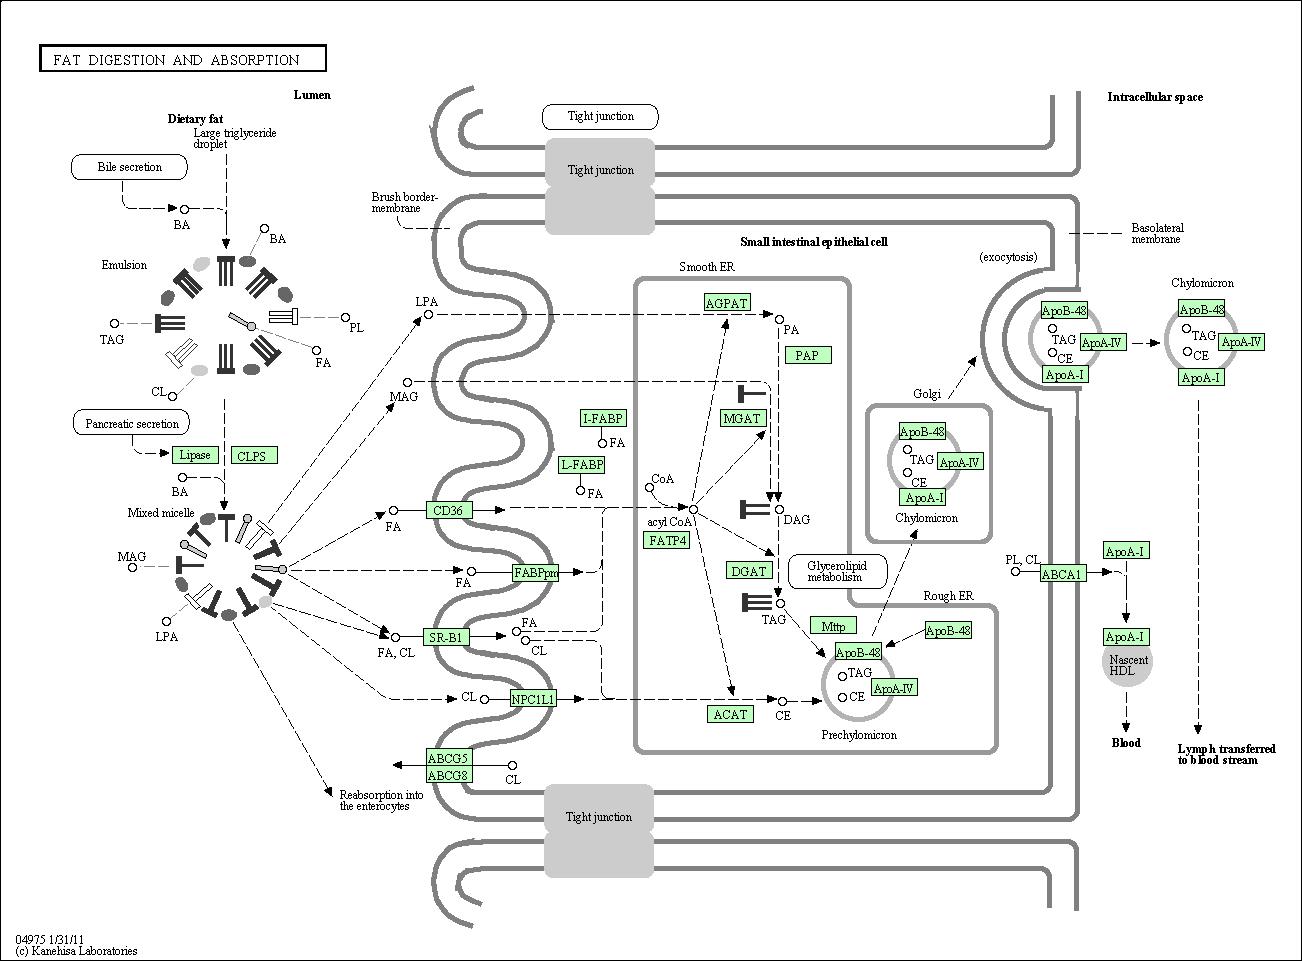 FAT DIGESTION AND ABSORPTION
Lumen
Intracellular space
Dietary fat
Large triglyceride
droplet
Bile secretion
BA
BA
Emulsion
TAG
PL
FA
CL
Pancreatic secretion
Lipase
CLPS
BA
Mixed micelle
MAG
LPA
Tight junction
Tight junction
Brush border-
membrane
Small intestinal epithelial cell
Basolateral
membrane
(exocytosis)
Smooth ER
LPA
AGPAT
PA
PAP
MAG
MGAT
I-FABP
FA
L-FABP
FA
CoA
acyl CoA
FATP4
DAG
DGAT
Glycerolipid
metabolism
TAG
FA
CD36
FA
FABPpm
FA, CL
SR-B1
FA
CL
CL
NPC1L1
ACAT
CE
ABCG5
ABCG8
CL
Reabsorption into
the enterocytes
Rough ER
Mttp
ApoB-48
ApoB-48
TAG
ApoA-IV
CE
Prechylomicron
Golgi
ApoB-48
TAG
ApoA-IV
CE
ApoA-I
Chylomicron
ApoB-48
TAG
ApoA-IV
CE
ApoA-I
Chylomicron
ApoB-48
TAG
ApoA-IV
CE
ApoA-I
PL, CL
ABCA1
ApoA-I
ApoA-I
Nascent
HDL
Blood
Lymph transferred
to blood stream
Tight junction
04975 1/31/11
(c) Kanehisa Laboratories